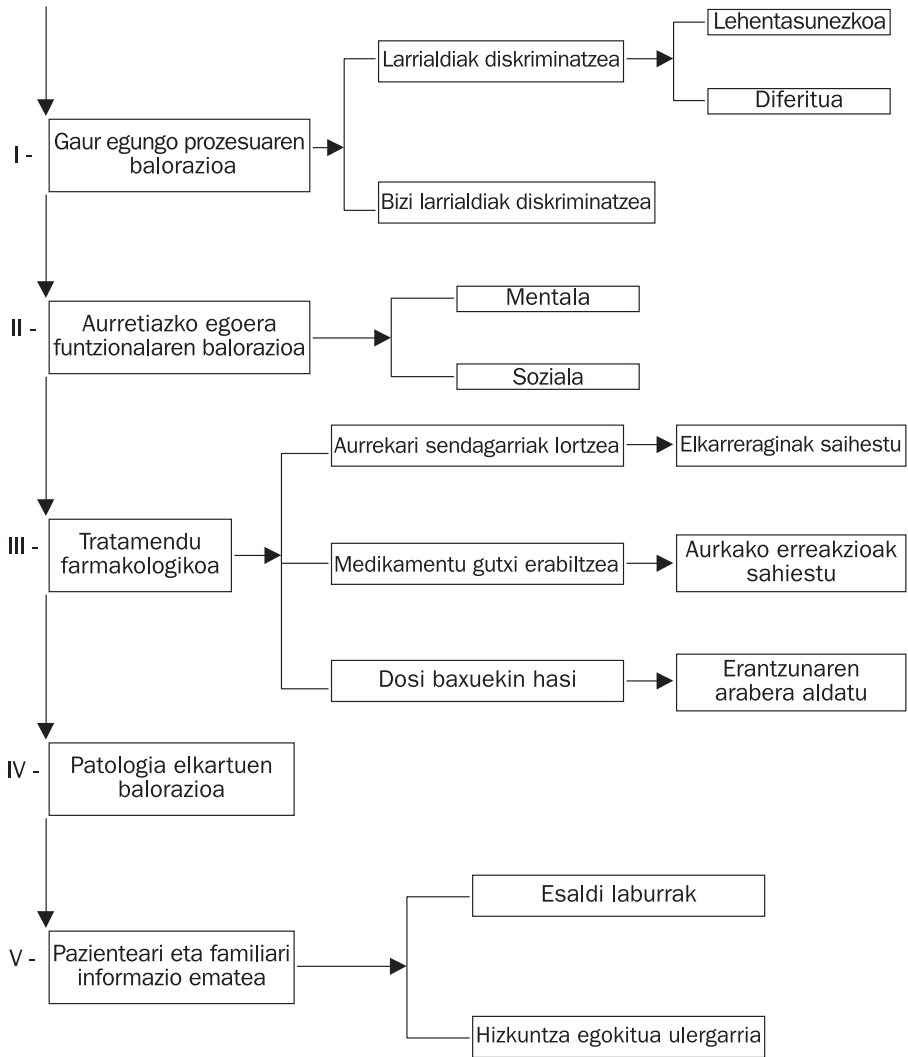 Lehentasunezkoa
Larrialdiak diskriminatzea
Diferitua
I -
Gaur egungo prozesuaren
balorazioa
Bizi larrialdiak diskriminatzea
Mentala
II -
Aurretiazko egoera
funtzionalaren balorazioa
Soziala
Aurrekari sendagarriak lortzea
Elkarreraginak saihestu
III -
Tratamendu
farmakologikoa
Medikamentu gutxi erabiltzea
Aurkako erreakzioak
sahiestu
Dosi baxuekin hasi
Erantzunaren
arabera aldatu
IV -
Patologia elkartuen
balorazioa
Esaldi laburrak
V -
Pazienteari eta familiari
informazio ematea
Hizkuntza egokitua ulergarria